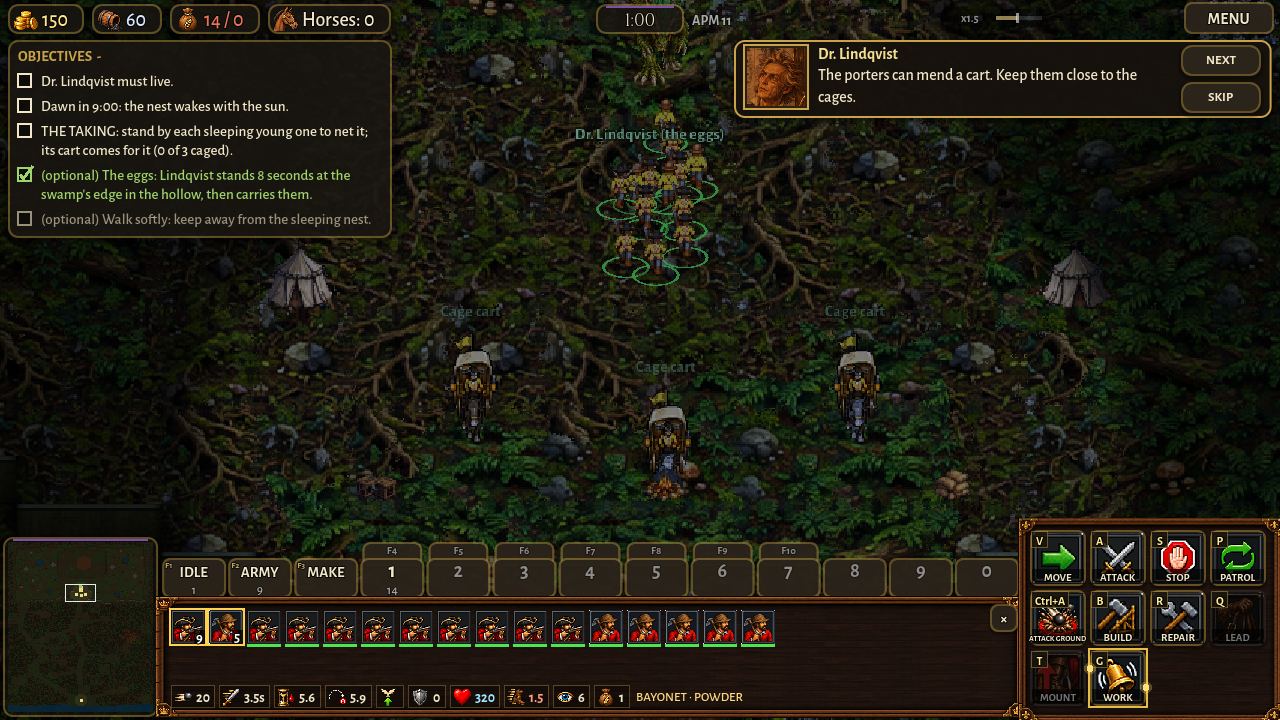 150
60
14 / 0
Horses: 0
1:00
APM 11
x1.5
MENU
OBJECTIVES -
Dr. Lindqvist must live.
Dawn in 9:00: the nest wakes with the sun.
THE TAKING: stand by each sleeping young one to net it;
its cart comes for it (0 of 3 caged).
(optional) The eggs: Lindqvist stands 8 seconds at the
swamp's edge in the hollow, then carries them.
(optional) Walk softly: keep away from the sleeping nest.
Dr. Lindqvist
The porters can mend a cart. Keep them close to the
cages.
NEXT
SKIP
Dr. Lindqvist (the eggs)
Cage cart
Cage cart
Cage cart
F1 IDLE 1
F2 ARMY 9
F3 MAKE
F4 1 14
F5 2
F6 3
F7 4
F8 5
F9 6
F10 7
8
9
0
9
5
×
20
3.5s
5.6
5.9
0
320
1.5
6
1
BAYONET · POWDER
V MOVE
A ATTACK
S STOP
P PATROL
Ctrl+A ATTACK GROUND
B BUILD
R REPAIR
Q LEAD
T MOUNT
G WORK